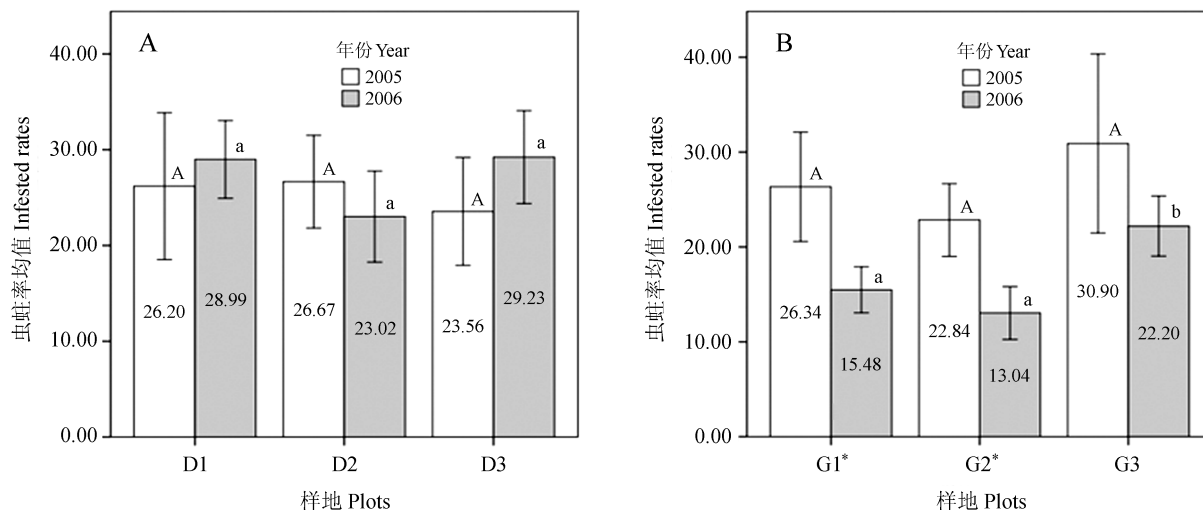 A
年份 Year
2005
2006
虫蛀率均值 Infested rates
40.00
30.00
20.00
10.00
0.00
A
a
A
a
A
a
26.20
28.99
26.67
23.02
23.56
29.23
D1
D2
D3
样地 Plots
B
年份 Year
2005
2006
虫蛀率均值 Infested rates
40.00
30.00
20.00
10.00
0.00
A
a
A
a
A
b
26.34
15.48
22.84
13.04
30.90
22.20
G1*
G2*
G3
样地 Plots